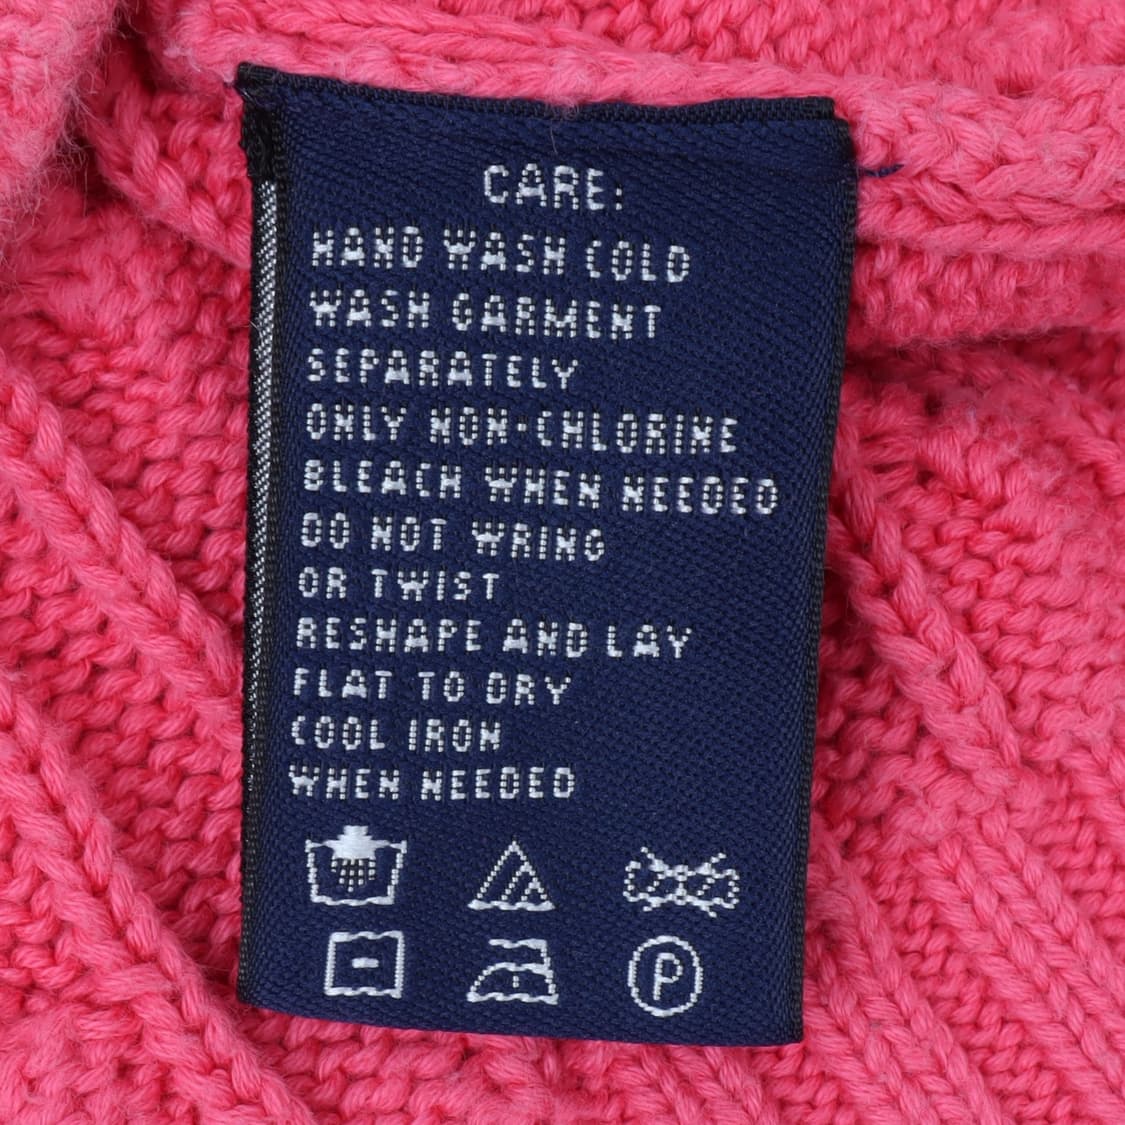 CARE:
HAND WASH COLD
WASH GARMENT
SEPARATELY
ONLY NON-CHLORINE
BLEACH WHEN NEEDED
DO NOT WRING
OR TWIST
RESHAPE AND LAY
FLAT TO DRY
COOL IRON
WHEN NEEDED
P